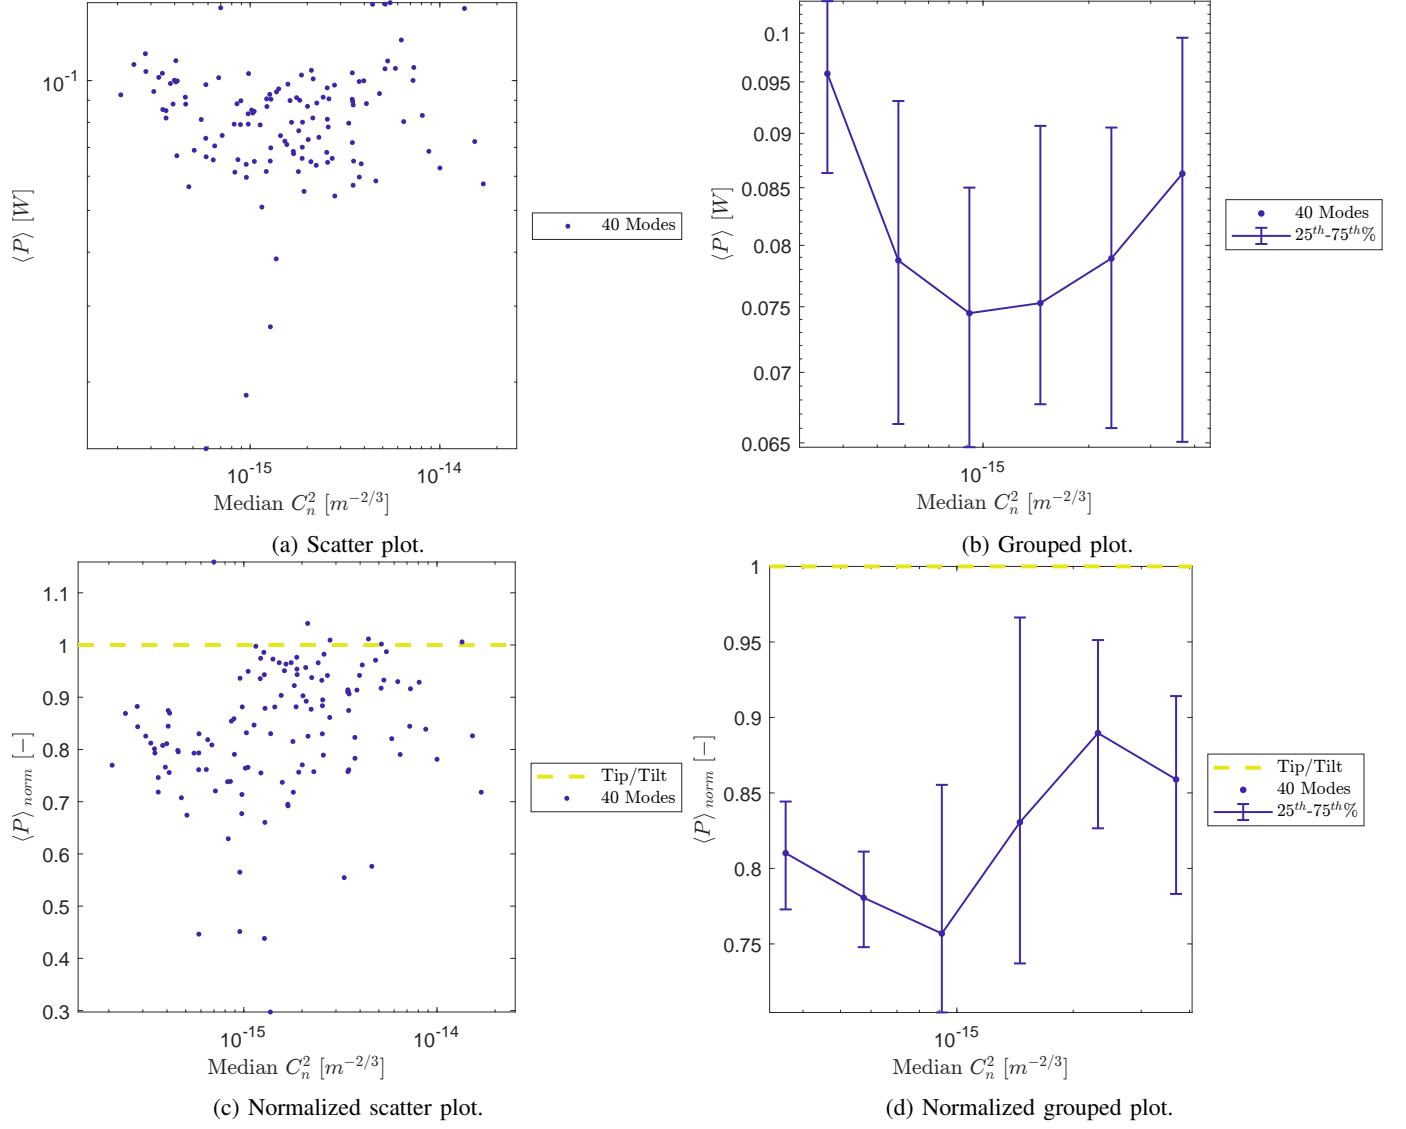 10⁻¹
⟨P⟩ [W]
40 Modes
10⁻¹⁵
10⁻¹⁴
Median C_n^2 [m^{-2/3}]
(a) Scatter plot.
0.1
0.095
0.09
0.085
0.08
0.075
0.07
0.065
⟨P⟩ [W]
40 Modes
25^{th}-75^{th}%
10⁻¹⁵
Median C_n^2 [m^{-2/3}]
(b) Grouped plot.
1.1
1
0.9
0.8
0.7
0.6
0.5
0.4
0.3
⟨P⟩_{norm} [−]
Tip/Tilt
40 Modes
10⁻¹⁵
10⁻¹⁴
Median C_n^2 [m^{-2/3}]
(c) Normalized scatter plot.
1
0.95
0.9
0.85
0.8
0.75
⟨P⟩_{norm} [−]
Tip/Tilt
40 Modes
25^{th}-75^{th}%
10⁻¹⁵
Median C_n^2 [m^{-2/3}]
(d) Normalized grouped plot.